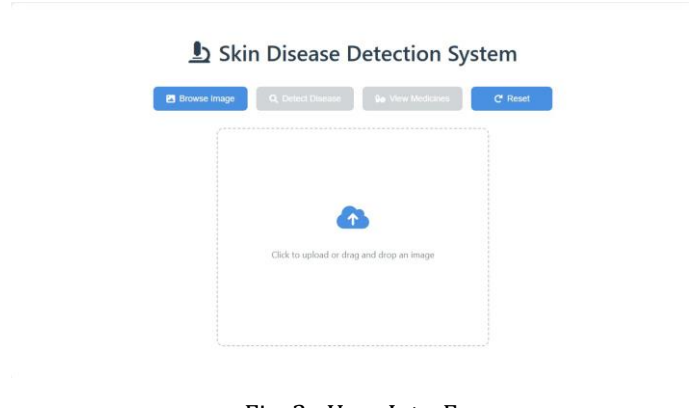 Skin Disease Detection System
Browse Image Detect Disease View Medicines Reset
Click to upload or drag and drop an image